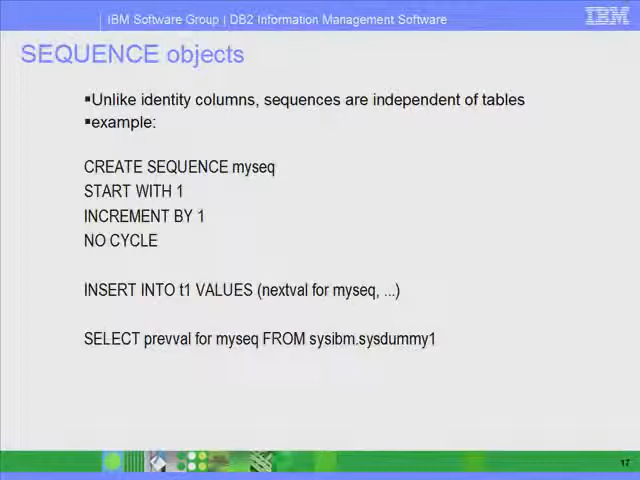 IBM Software Group | DB2 Information Management Software
IBM
SEQUENCE objects
▪Unlike identity columns, sequences are independent of tables
▪example:
CREATE SEQUENCE myseq
START WITH 1
INCREMENT BY 1
NO CYCLE
INSERT INTO t1 VALUES (nextval for myseq, ...)
SELECT prevval for myseq FROM sysibm.sysdummy1
17